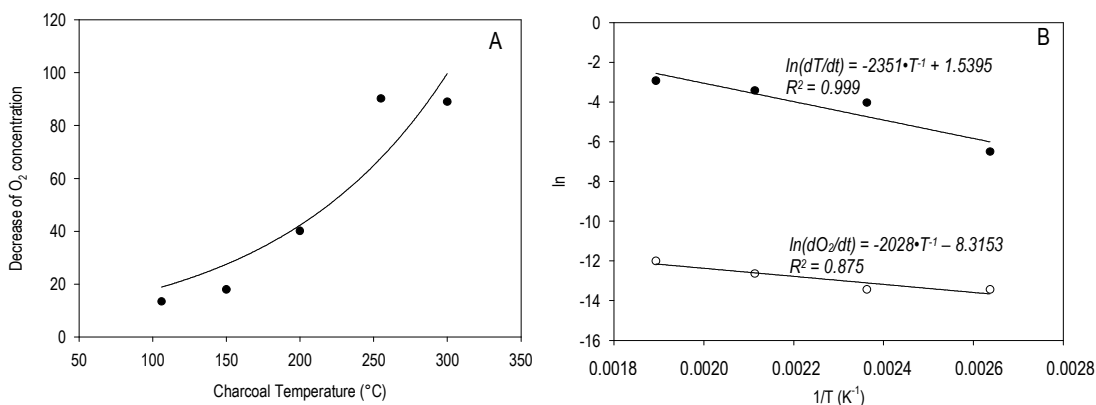 A
120
100
80
60
40
20
0
Decrease of O2 concentration
50 100 150 200 250 300 350
Charcoal Temperature (°C)
B
0
-2
-4
-6
-8
-10
-12
-14
-16
ln
ln(dT/dt) = -2351•T-1 + 1.5395
R2 = 0.999
ln(dO2/dt) = -2028•T-1 – 8.3153
R2 = 0.875
0.0018 0.0020 0.0022 0.0024 0.0026 0.0028
1/T (K-1)